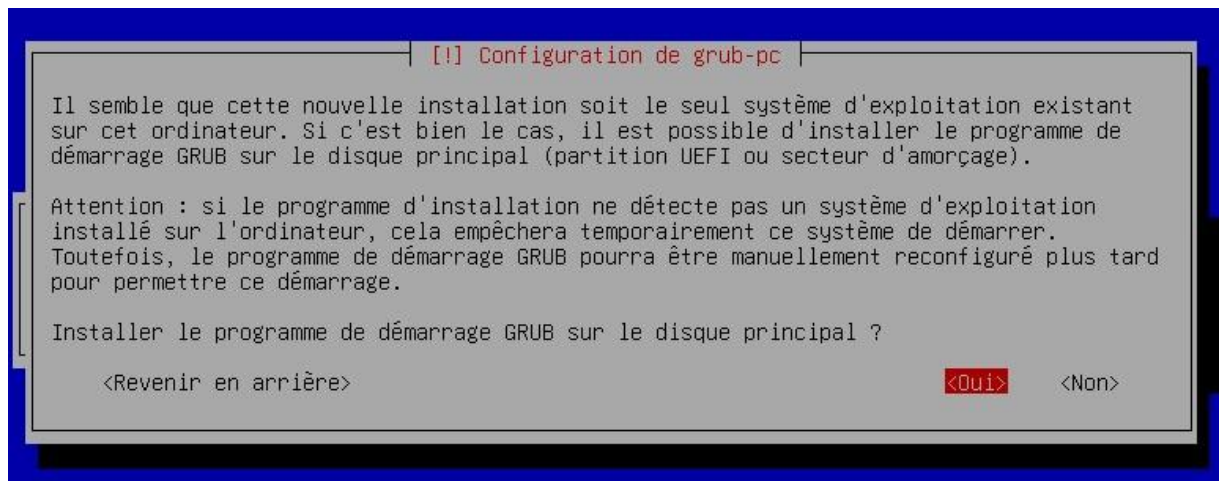 [!] Configuration de grub-pc
Il semble que cette nouvelle installation soit le seul système d'exploitation existant
sur cet ordinateur. Si c'est bien le cas, il est possible d'installer le programme de
démarrage GRUB sur le disque principal (partition UEFI ou secteur d'amorçage).
Attention : si le programme d'installation ne détecte pas un système d'exploitation
installé sur l'ordinateur, cela empêchera temporairement ce système de démarrer.
Toutefois, le programme de démarrage GRUB pourra être manuellement reconfiguré plus tard
pour permettre ce démarrage.
Installer le programme de démarrage GRUB sur le disque principal ?
<Revenir en arrière> <Oui> <Non>